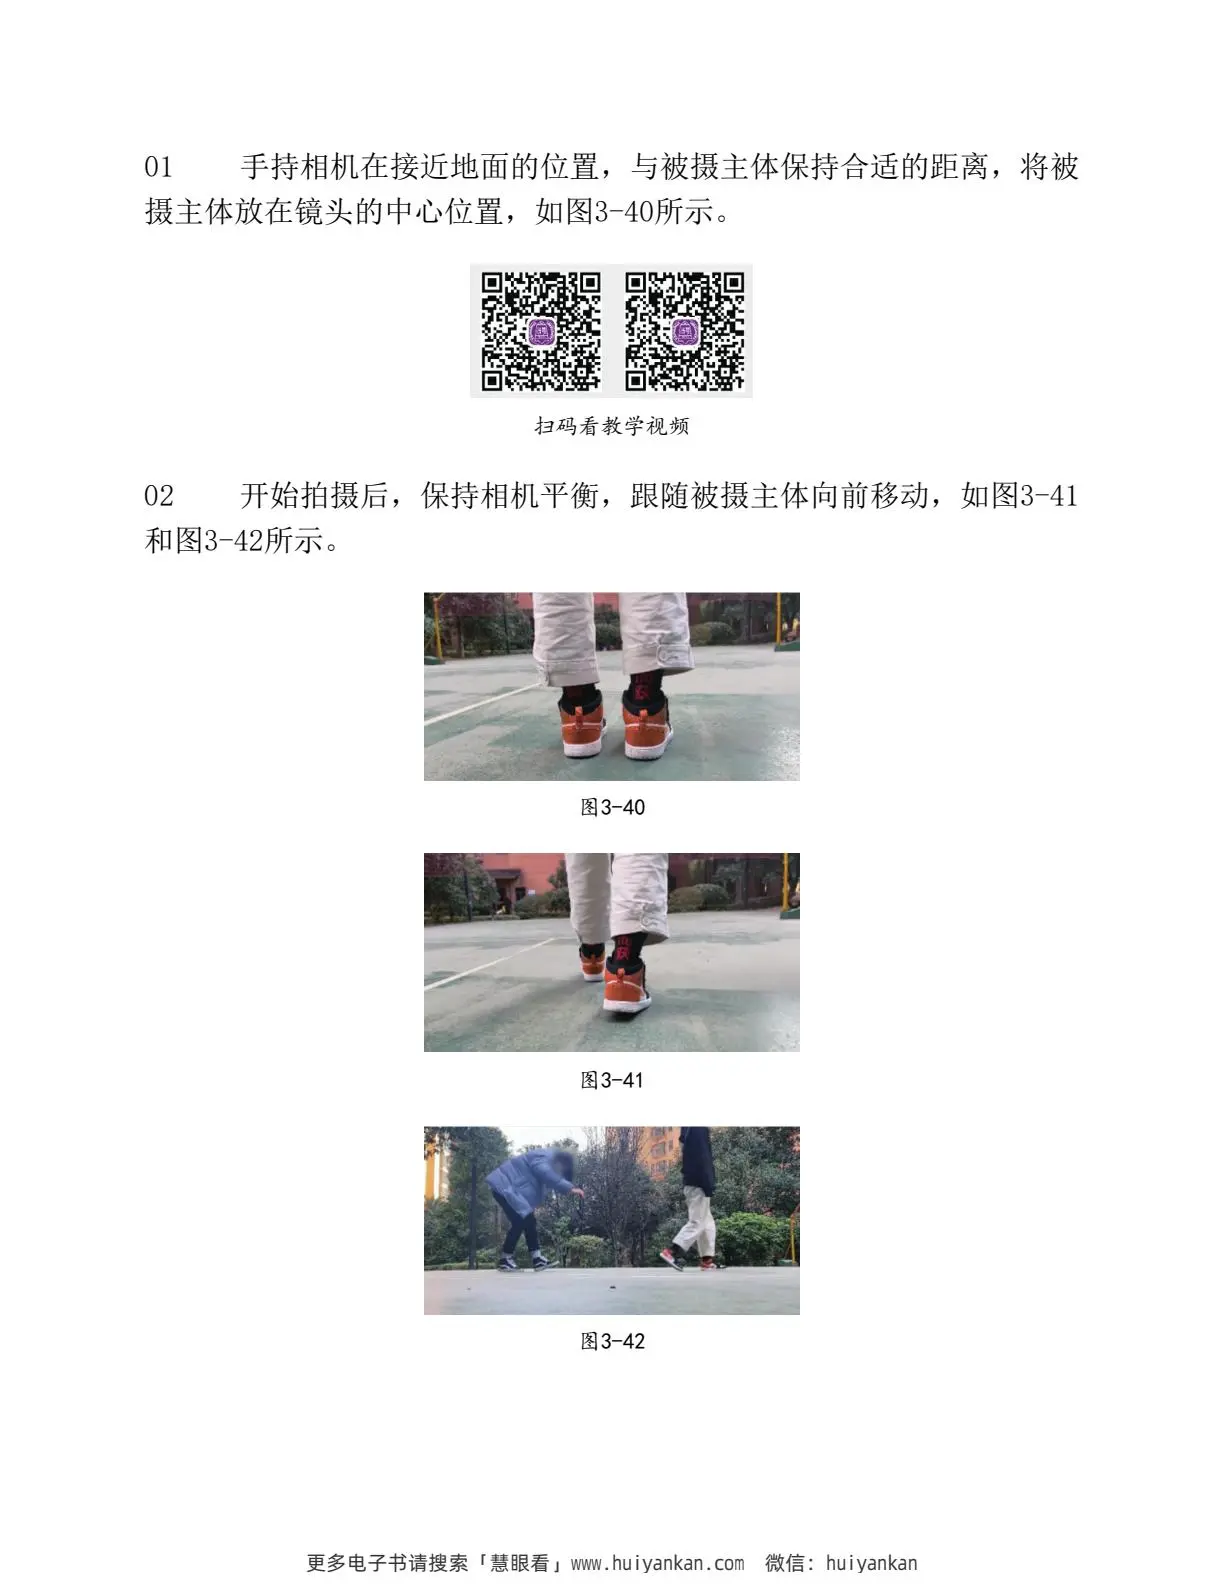 01 手持相机在接近地面的位置，与被摄主体保持合适的距离，将被
摄主体放在镜头的中心位置，如图3-40所示。
扫码看教学视频
02 开始拍摄后，保持相机平衡，跟随被摄主体向前移动，如图3-41
和图3-42所示。
图3-40
图3-41
图3-42
更多电子书请搜索「慧眼看」www.huiyankan.com 微信：huiyankan